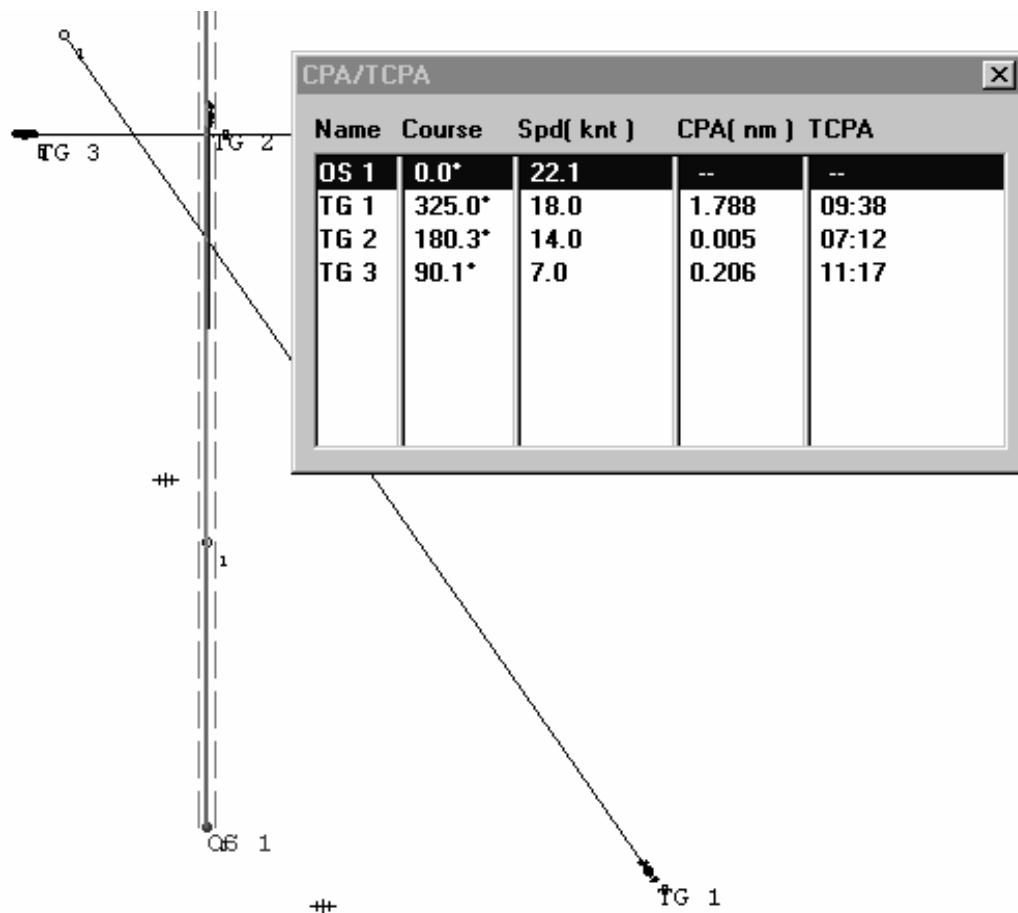 1
CPA/TCPA
TG 3
TG 2
Name Course Spd( knt ) CPA( nm ) TCPA
OS 1 0.0° 22.1 -- --
TG 1 325.0° 18.0 1.788 09:38
TG 2 180.3° 14.0 0.005 07:12
TG 3 90.1° 7.0 0.206 11:17
1
OS 1
TG 1